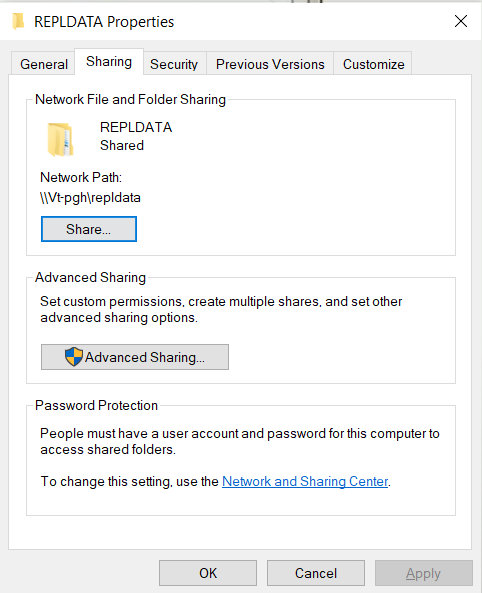 REPLDATA Properties
General
Sharing
Security
Previous Versions
Customize
Network File and Folder Sharing
REPLDATA
Shared
Network Path:
\\Vt-pgh\repldata
Share...
Advanced Sharing
Set custom permissions, create multiple shares, and set other
advanced sharing options.
Advanced Sharing...
Password Protection
People must have a user account and password for this computer to
access shared folders.
To change this setting, use the Network and Sharing Center.
OK
Cancel
Apply